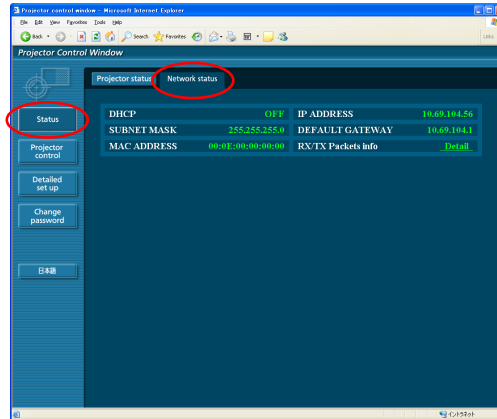 Projector control window - Microsoft Internet Explorer
File Edit View Favorites Tools Help
Back Search Favorites Links
Projector Control Window
Projector status Network status
Status
Projector control
Detailed set up
Change password
日本語
DHCP OFF IP ADDRESS 10.69.104.56
SUBNET MASK 255.255.255.0 DEFAULT GATEWAY 10.69.104.1
MAC ADDRESS 00:0E:00:00:00:00 RX/TX Packets info Detail
イントラネット